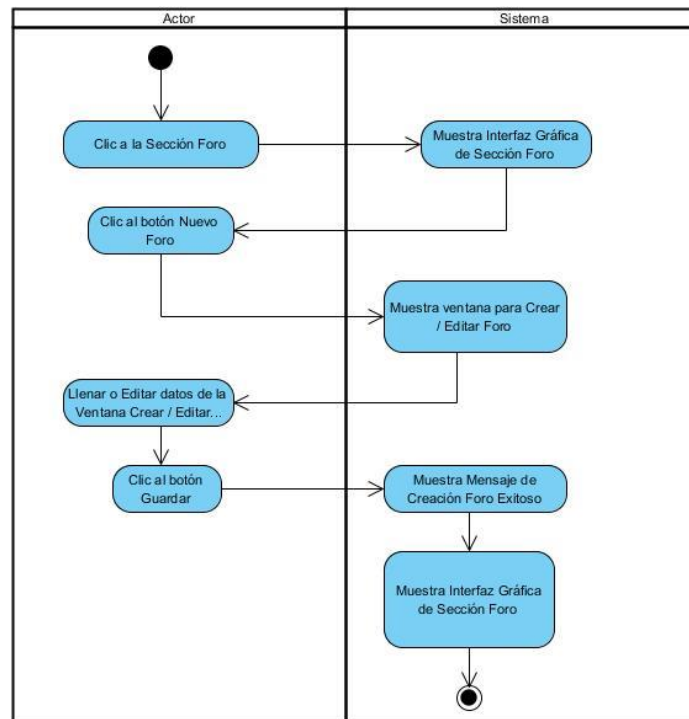 Actor
Sistema
Clic a la Sección Foro
Muestra Interfaz Gráfica
de Sección Foro
Clic al botón Nuevo
Foro
Muestra ventana para Crear
/ Editar Foro
Llenar o Editar datos de la
Ventana Crear / Editar...
Clic al botón
Guardar
Muestra Mensaje de
Creación Foro Exitoso
Muestra Interfaz Gráfica
de Sección Foro